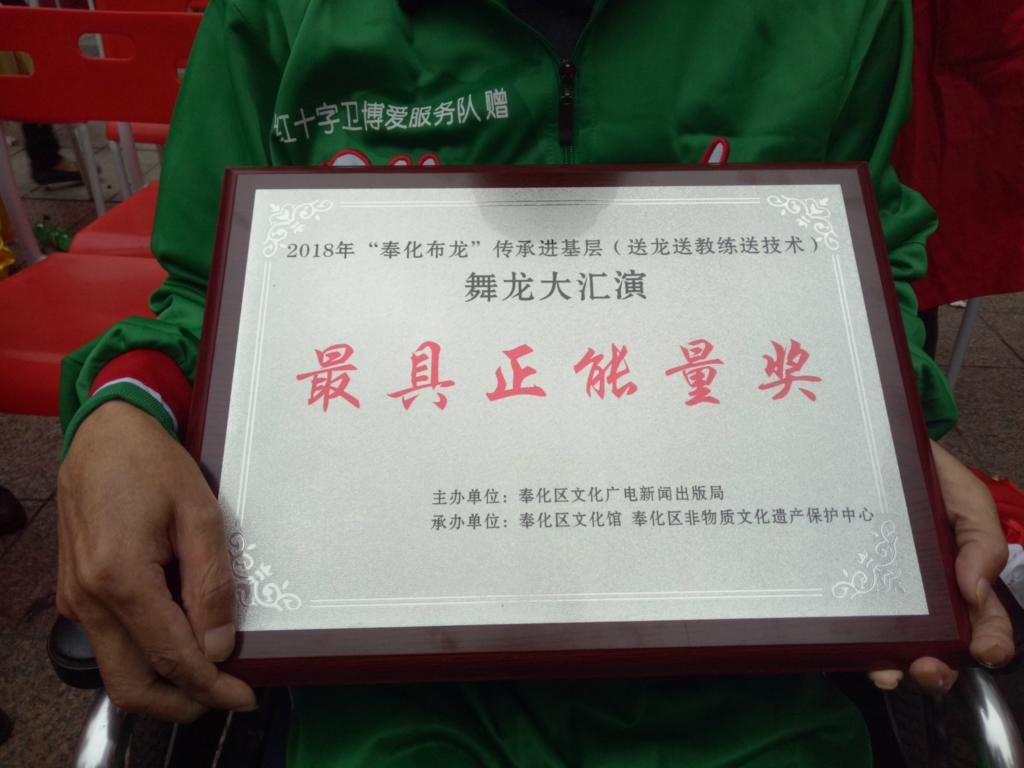 红十字卫博爱服务队赠
2018年“奉化布龙”传承进基层（送龙送教练送技术）
舞龙大汇演
最具正能量奖
主办单位：奉化区文化广电新闻出版局
承办单位：奉化区文化馆 奉化区非物质文化遗产保护中心